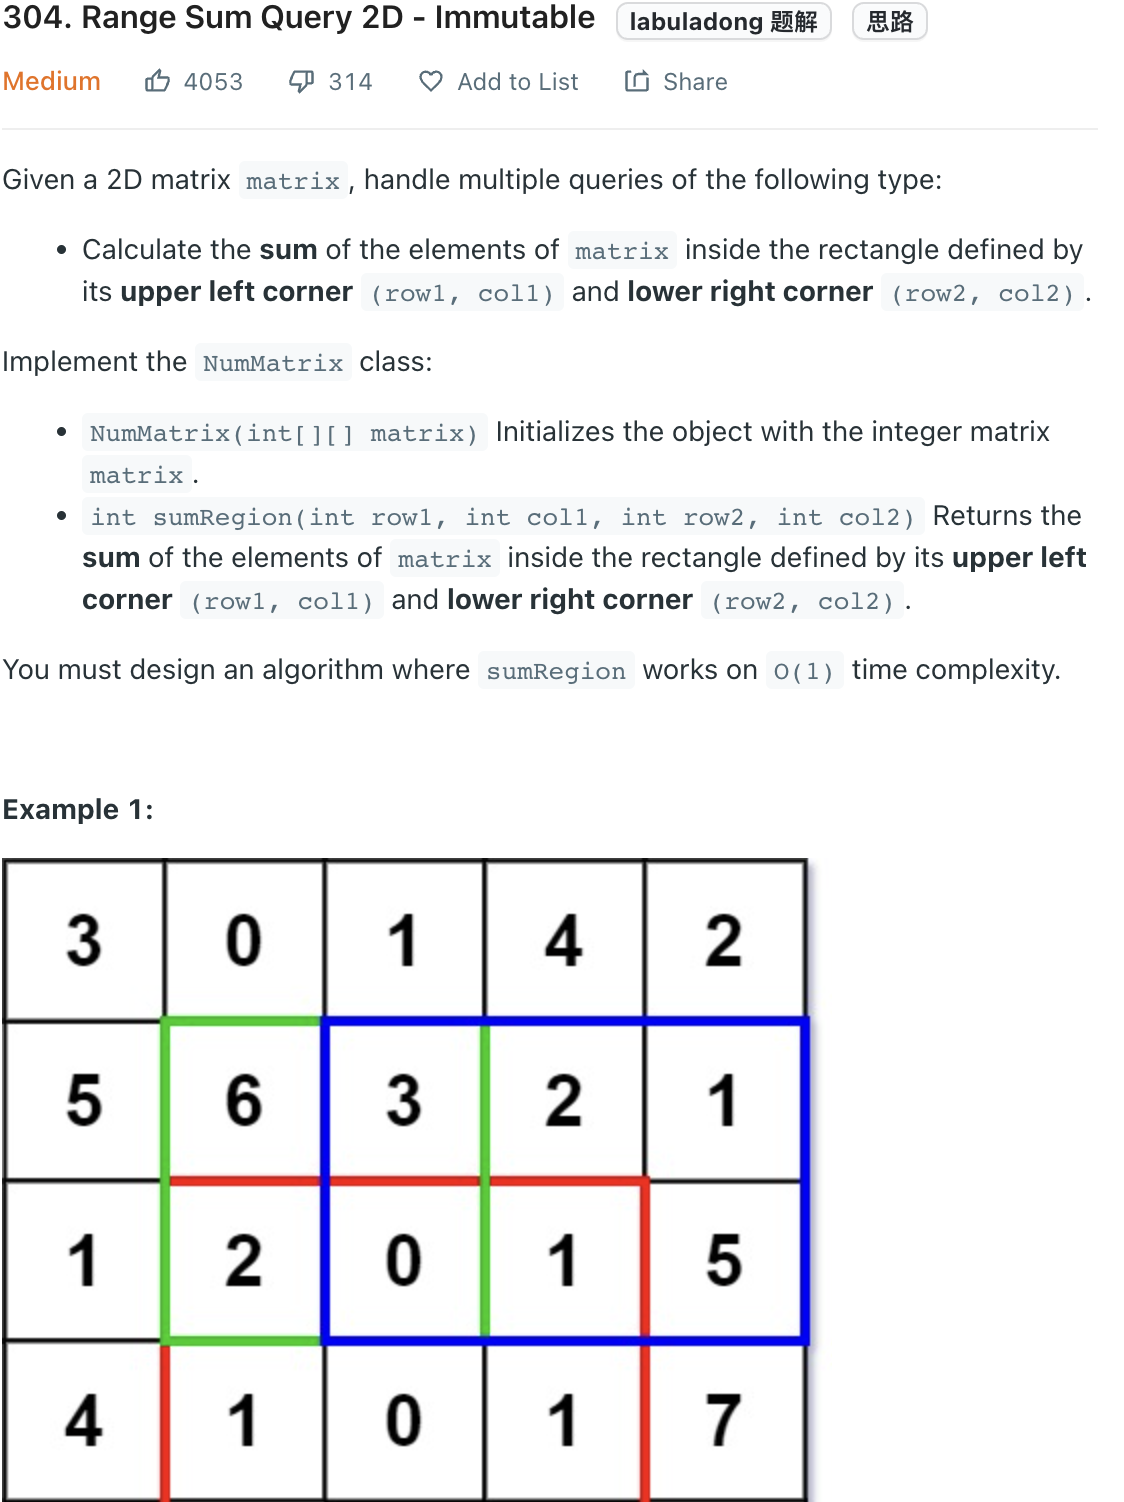 304. Range Sum Query 2D - Immutable labuladong 题解 思路
Medium 4053 314 Add to List Share
Given a 2D matrix matrix, handle multiple queries of the following type:
• Calculate the sum of the elements of matrix inside the rectangle defined by
its upper left corner (row1, col1) and lower right corner (row2, col2).
Implement the NumMatrix class:
• NumMatrix(int[][] matrix) Initializes the object with the integer matrix
matrix.
• int sumRegion(int row1, int col1, int row2, int col2) Returns the
sum of the elements of matrix inside the rectangle defined by its upper left
corner (row1, col1) and lower right corner (row2, col2).
You must design an algorithm where sumRegion works on O(1) time complexity.
Example 1:
3 0 1 4 2
5 6 3 2 1
1 2 0 1 5
4 1 0 1 7